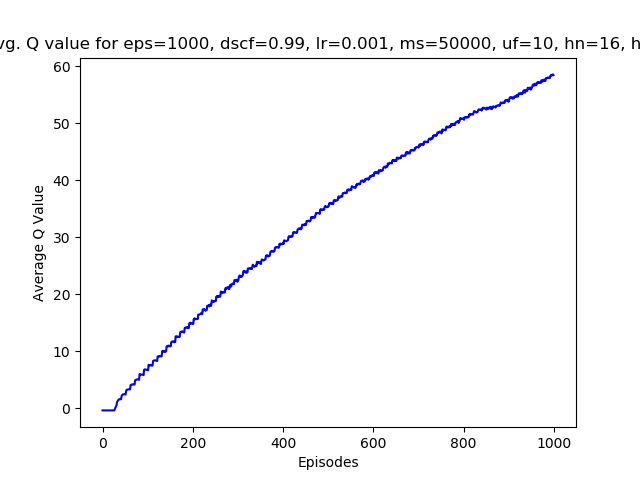 vg. Q value for eps=1000, dscf=0.99, lr=0.001, ms=50000, uf=10, hn=16, h
60
50
40
30
20
10
0
Average Q Value
0 200 400 600 800 1000
Episodes